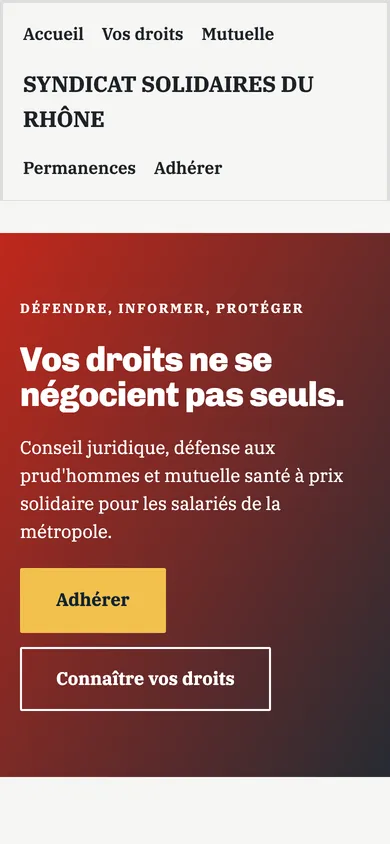 Accueil Vos droits Mutuelle
SYNDICAT SOLIDAIRES DU
RHÔNE
Permanences Adhérer
DÉFENDRE, INFORMER, PROTÉGER
Vos droits ne se
négocient pas seuls.
Conseil juridique, défense aux
prud'hommes et mutuelle santé à prix
solidaire pour les salariés de la
métropole.
Adhérer
Connaître vos droits